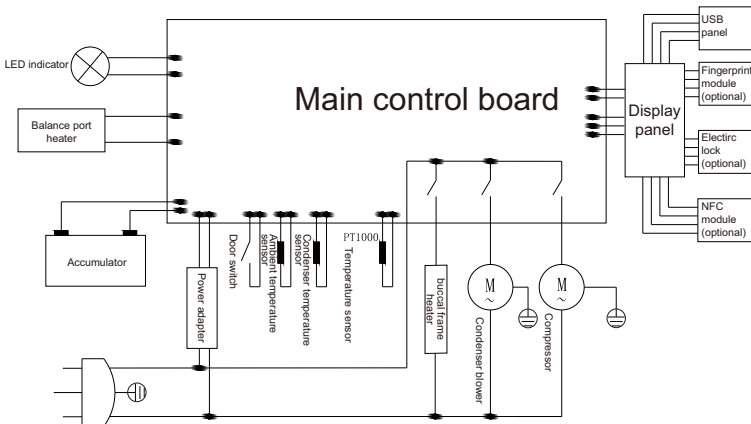 LED indicator
Main control board
Balance port
heater
Accumulator
USB
panel
Fingerprint
module
(optional)
Display
panel
Electirc
lock
(optional)
NFC
module
(optional)
Power adapter
Door switch
Ambient temperature
sensor
Condenser temperature
sensor
PT1000
Temperature sensor
buccal frame
heater
M
~
Condenser blower
M
~
Compressor